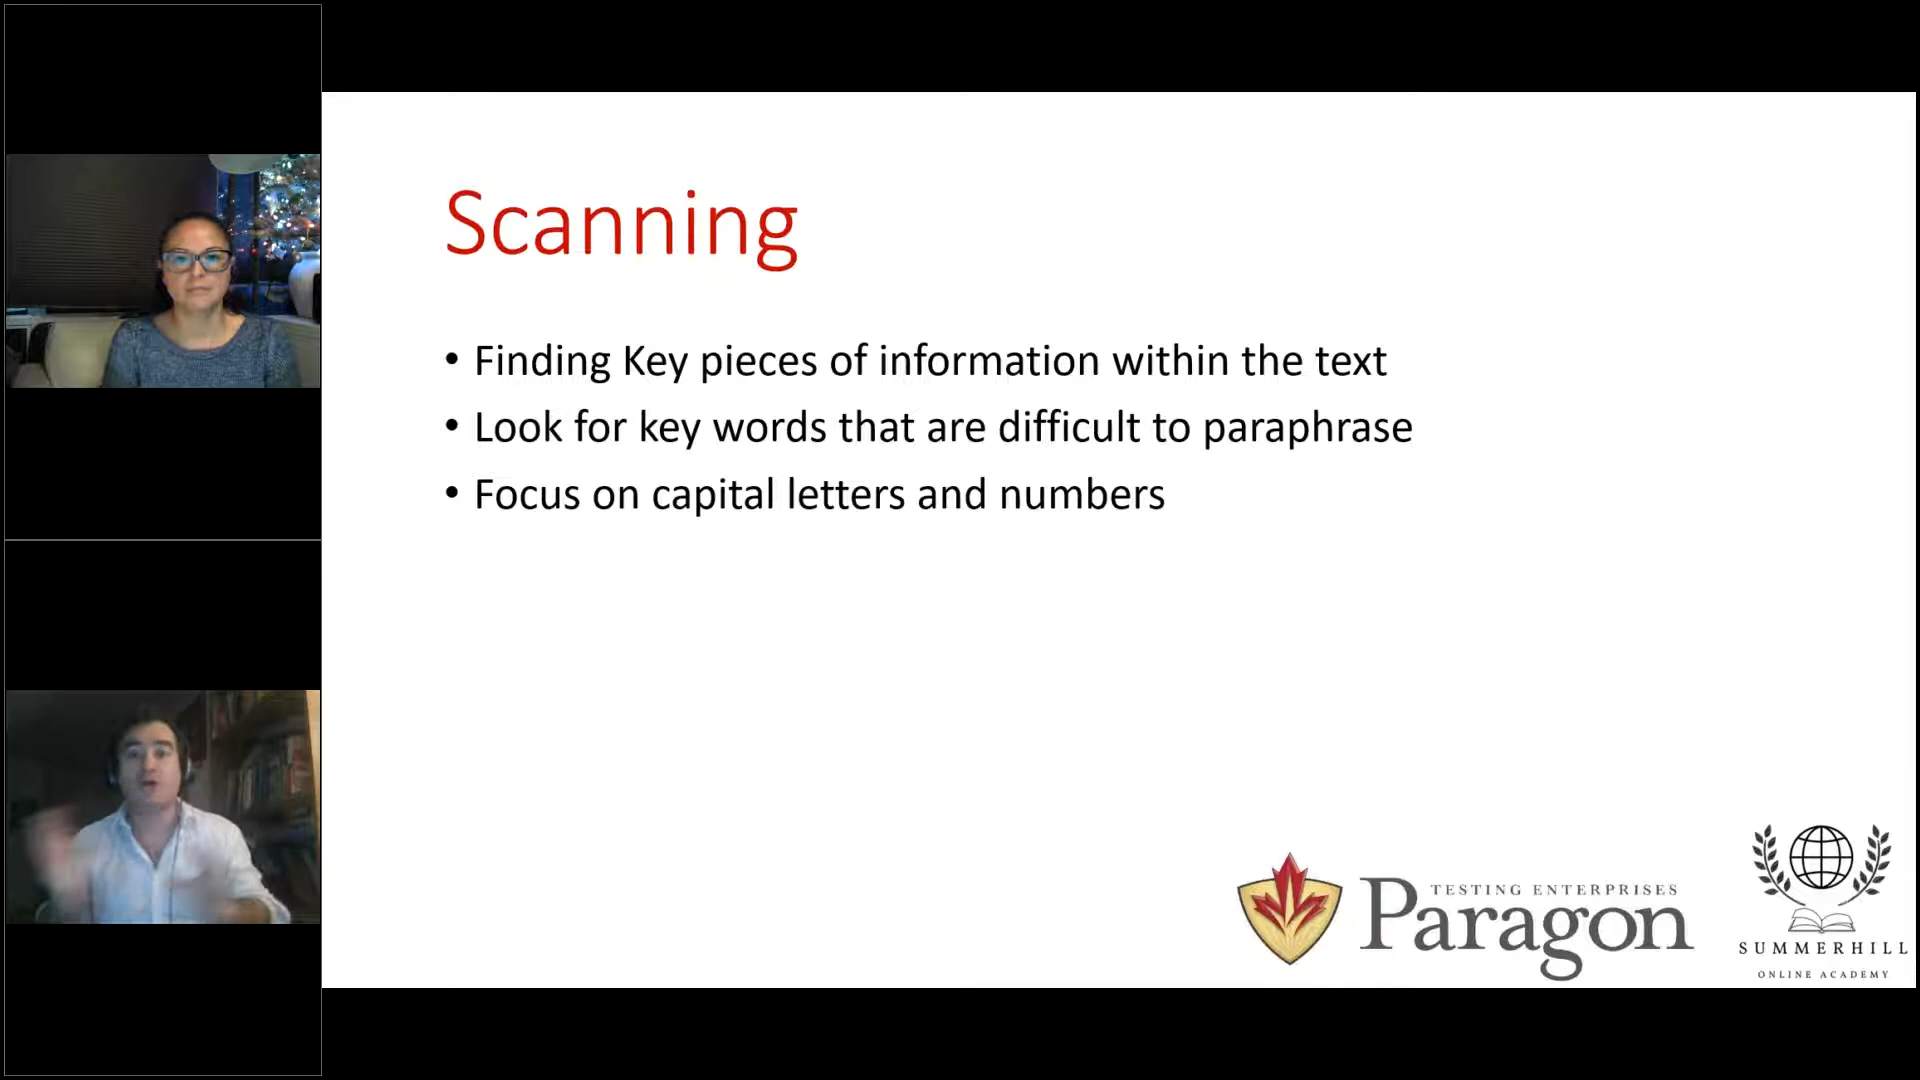 Scanning
• Finding Key pieces of information within the text
• Look for key words that are difficult to paraphrase
• Focus on capital letters and numbers
TESTING ENTERPRISES
Paragon
SUMMERHILL
ONLINE ACADEMY